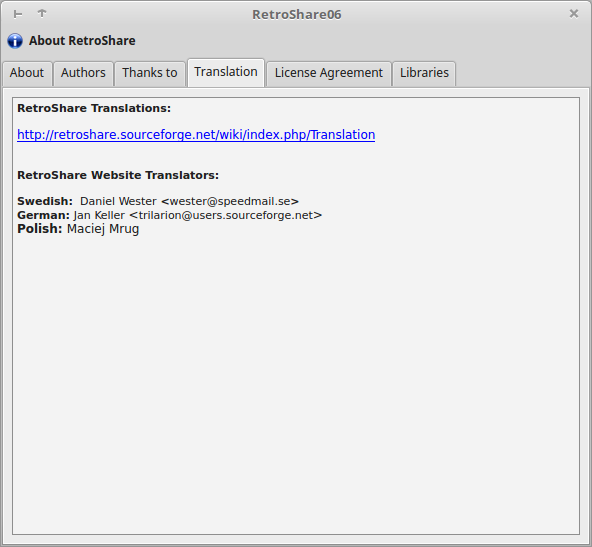 RetroShare06
About RetroShare
About Authors Thanks to Translation License Agreement Libraries
RetroShare Translations:
http://retroshare.sourceforge.net/wiki/index.php/Translation
RetroShare Website Translators:
Swedish: Daniel Wester <wester@speedmail.se>
German: Jan Keller <trilarion@users.sourceforge.net>
Polish: Maciej Mrug